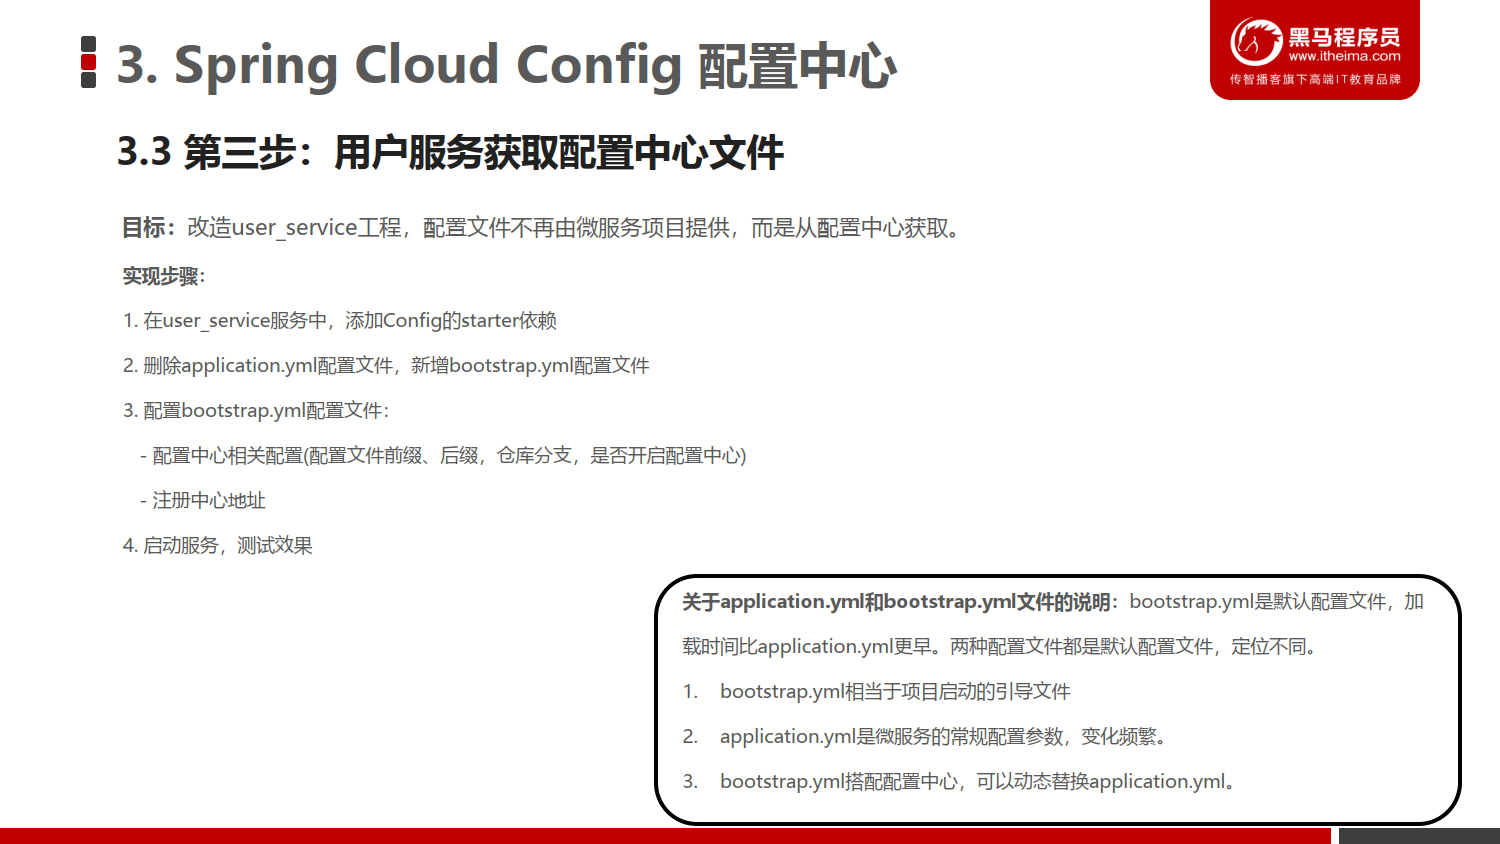 3. Spring Cloud Config 配置中心
黑马程序员
www.itheima.com
传智播客旗下高端IT教育品牌
3.3 第三步：用户服务获取配置中心文件
目标：改造user_service工程，配置文件不再由微服务项目提供，而是从配置中心获取。
实现步骤：
1. 在user_service服务中，添加Config的starter依赖
2. 删除application.yml配置文件，新增bootstrap.yml配置文件
3. 配置bootstrap.yml配置文件：
- 配置中心相关配置(配置文件前缀、后缀，仓库分支，是否开启配置中心)
- 注册中心地址
4. 启动服务，测试效果
关于application.yml和bootstrap.yml文件的说明：bootstrap.yml是默认配置文件，加
载时间比application.yml更早。两种配置文件都是默认配置文件，定位不同。
1. bootstrap.yml相当于项目启动的引导文件
2. application.yml是微服务的常规配置参数，变化频繁。
3. bootstrap.yml搭配配置中心，可以动态替换application.yml。